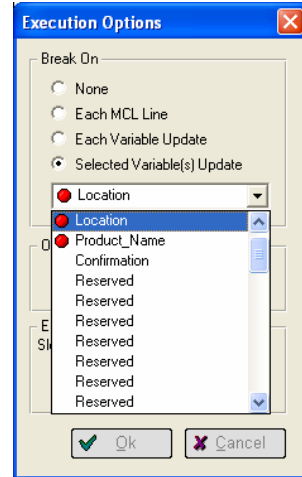 Execution Options
Break On
None
Each MCL Line
Each Variable Update
Selected Variable(s) Update
Location
Location
Product_Name
Confirmation
Reserved
Reserved
Reserved
Reserved
Reserved
Reserved
Reserved
Ok
Cancel